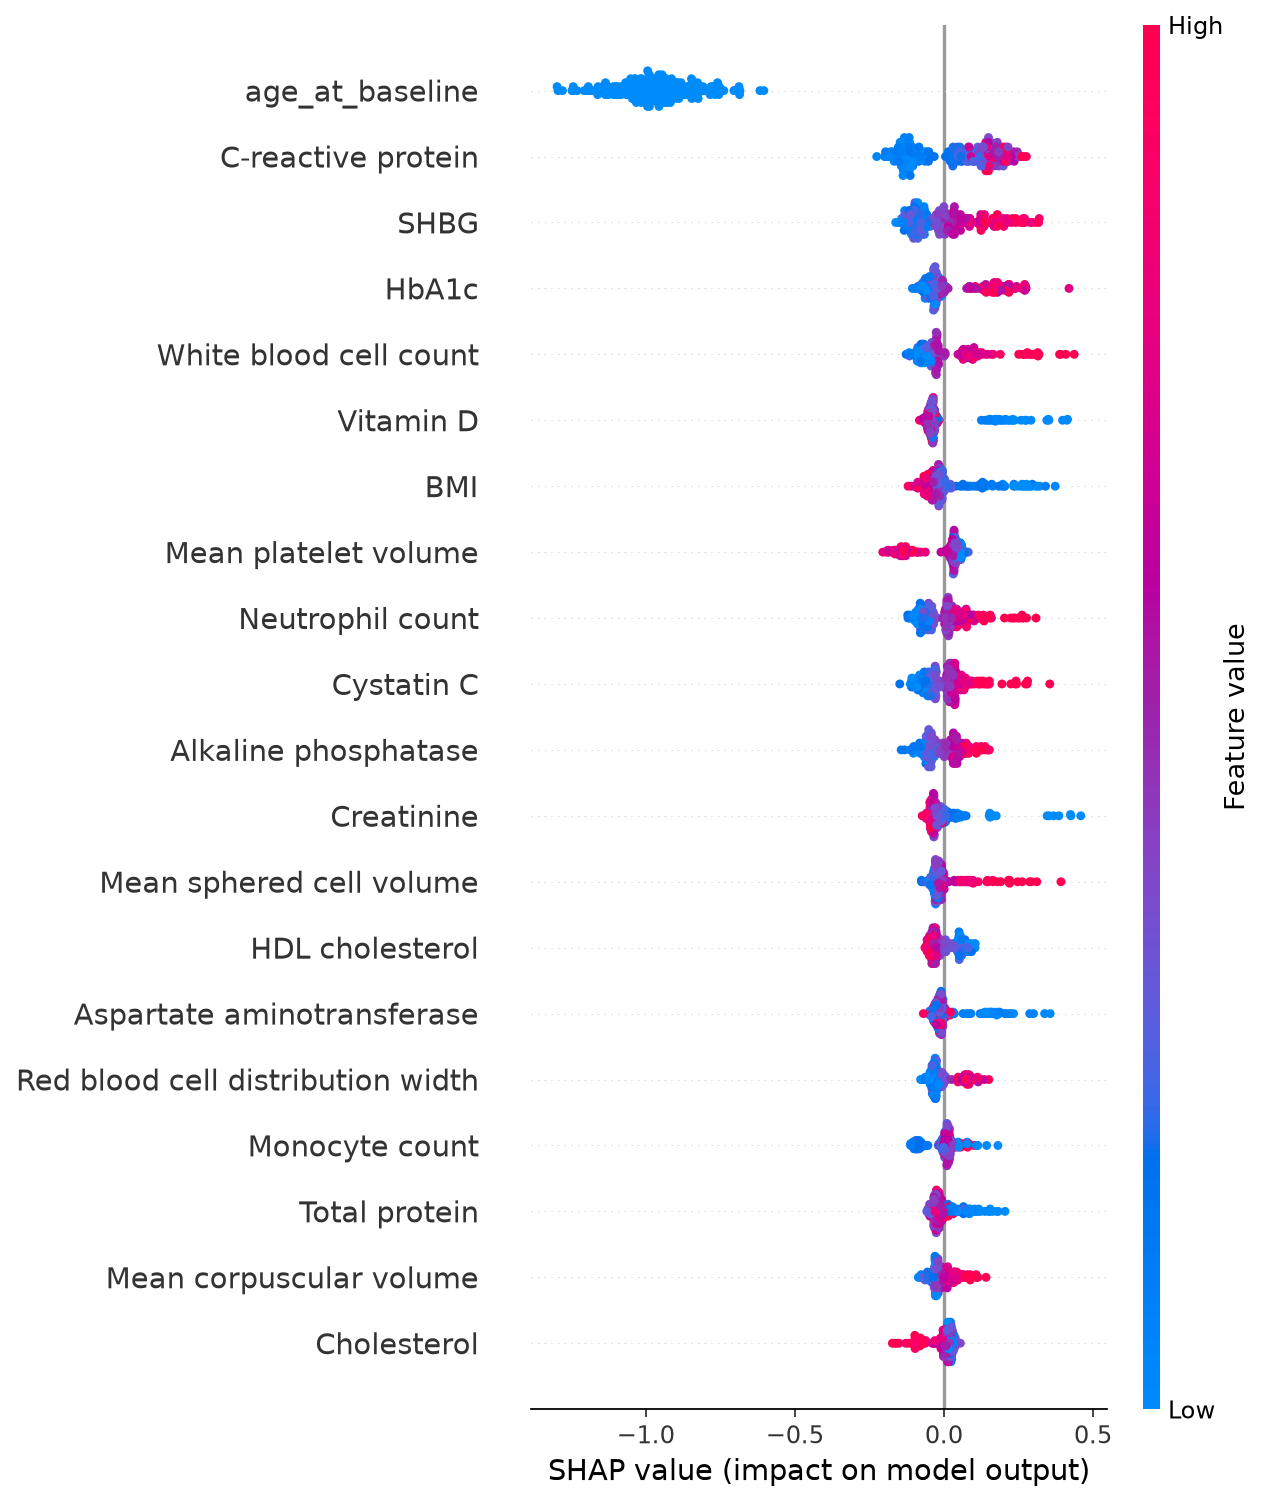 High
age_at_baseline
C-reactive protein
SHBG
HbA1c
White blood cell count
Vitamin D
BMI
Mean platelet volume
Neutrophil count
Cystatin C
Alkaline phosphatase
Creatinine
Mean sphered cell volume
HDL cholesterol
Aspartate aminotransferase
Red blood cell distribution width
Monocyte count
Total protein
Mean corpuscular volume
Cholesterol
Feature value
Low
−1.0 −0.5 0.0 0.5
SHAP value (impact on model output)